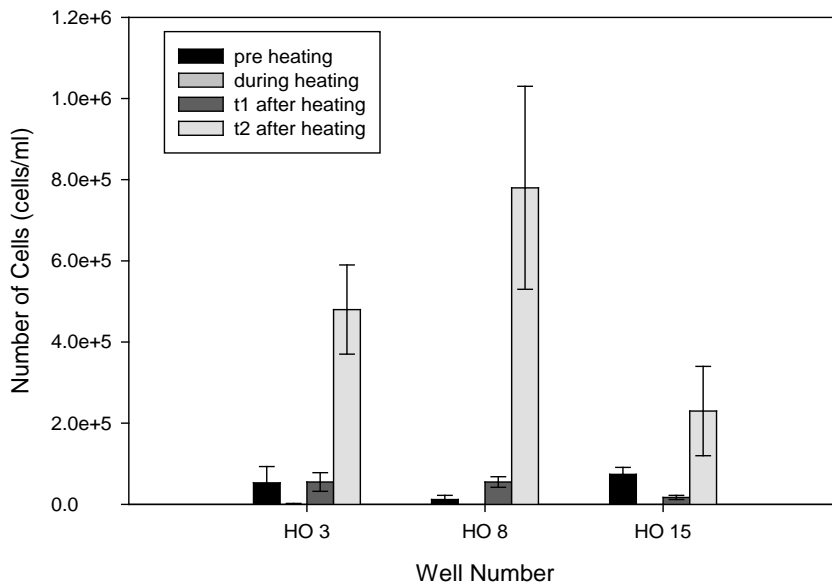 1.2e+6
1.0e+6
8.0e+5
6.0e+5
4.0e+5
2.0e+5
0.0
Number of Cells (cells/ml)
pre heating
during heating
t1 after heating
t2 after heating
HO 3 HO 8 HO 15
Well Number